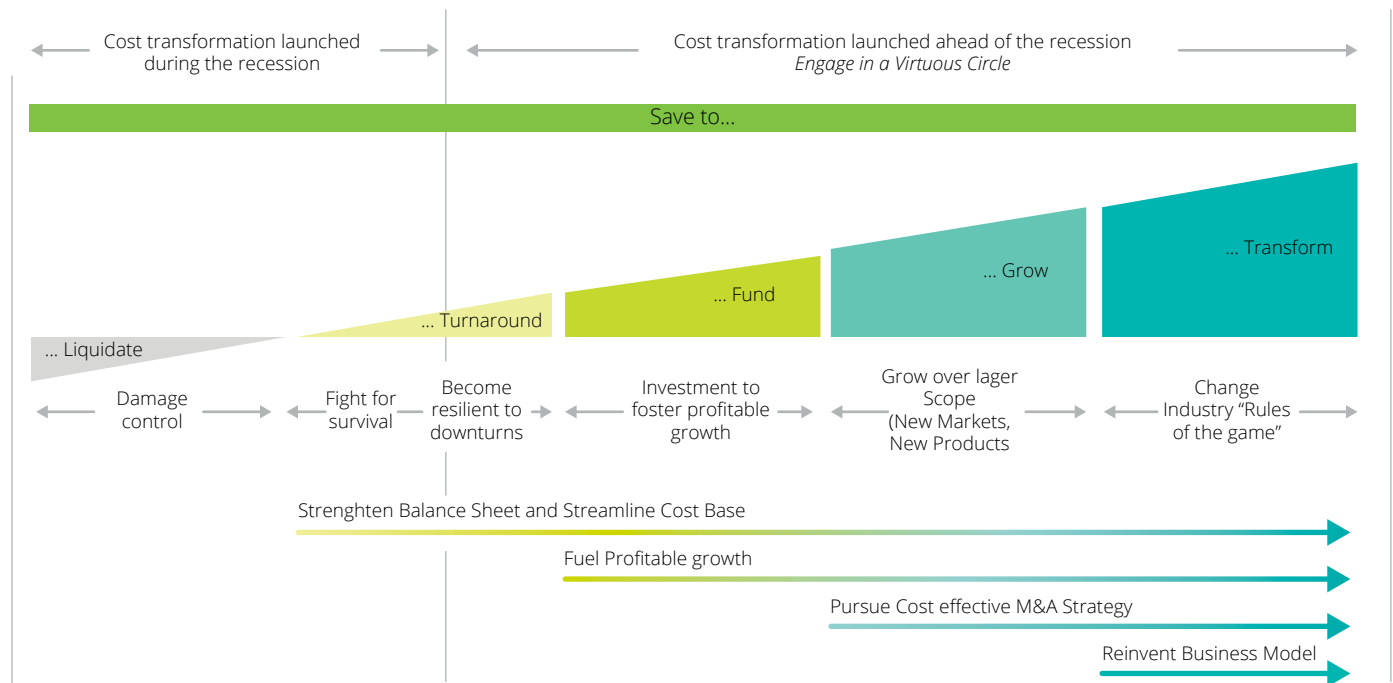 Cost transformation launched
during the recession
Cost transformation launched ahead of the recession
Engage in a Virtuous Circle
Save to...
... Liquidate
... Turnaround
... Fund
... Grow
... Transform
Damage
control
Fight for
survival
Become
resilient to
downturns
Investment to
foster profitable
growth
Grow over lager
Scope
(New Markets,
New Products
Change
Industry “Rules
of the game”
Strenghten Balance Sheet and Streamline Cost Base
Fuel Profitable growth
Pursue Cost effective M&A Strategy
Reinvent Business Model